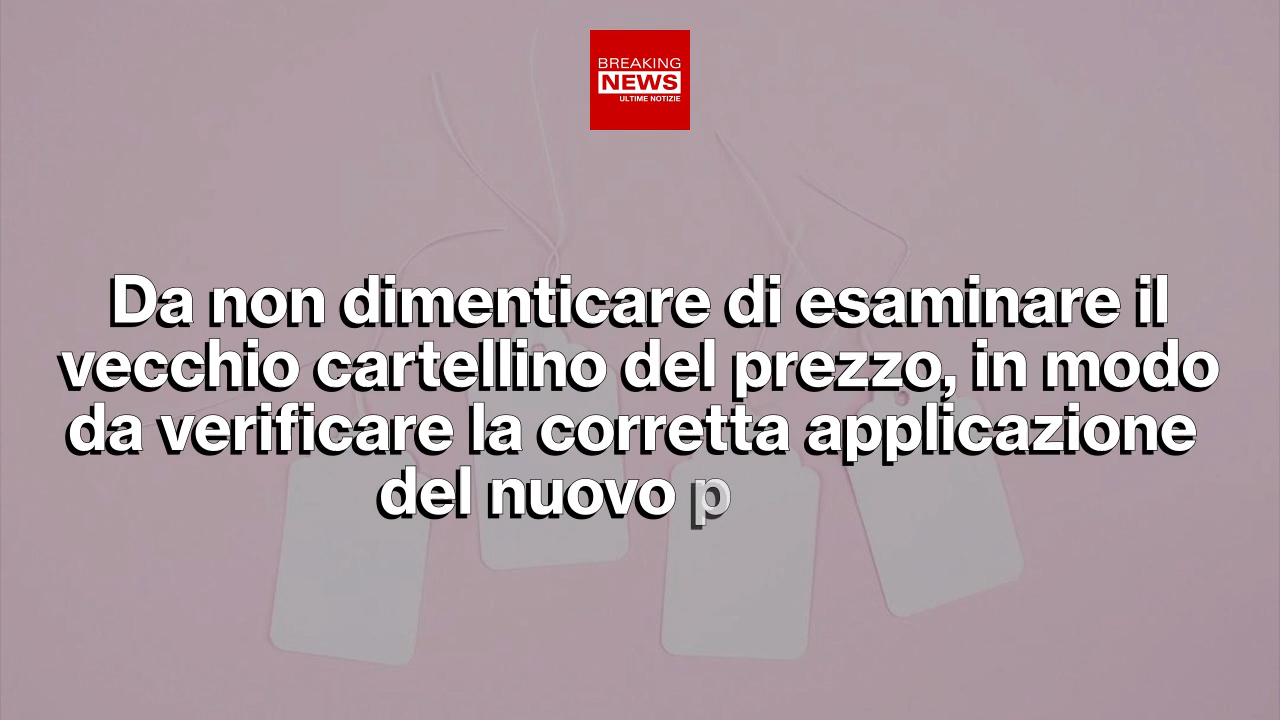 BREAKING
NEWS
ULTIME NOTIZIE
Da non dimenticare di esaminare il
vecchio cartellino del prezzo, in modo
da verificare la corretta applicazione
del nuovo p